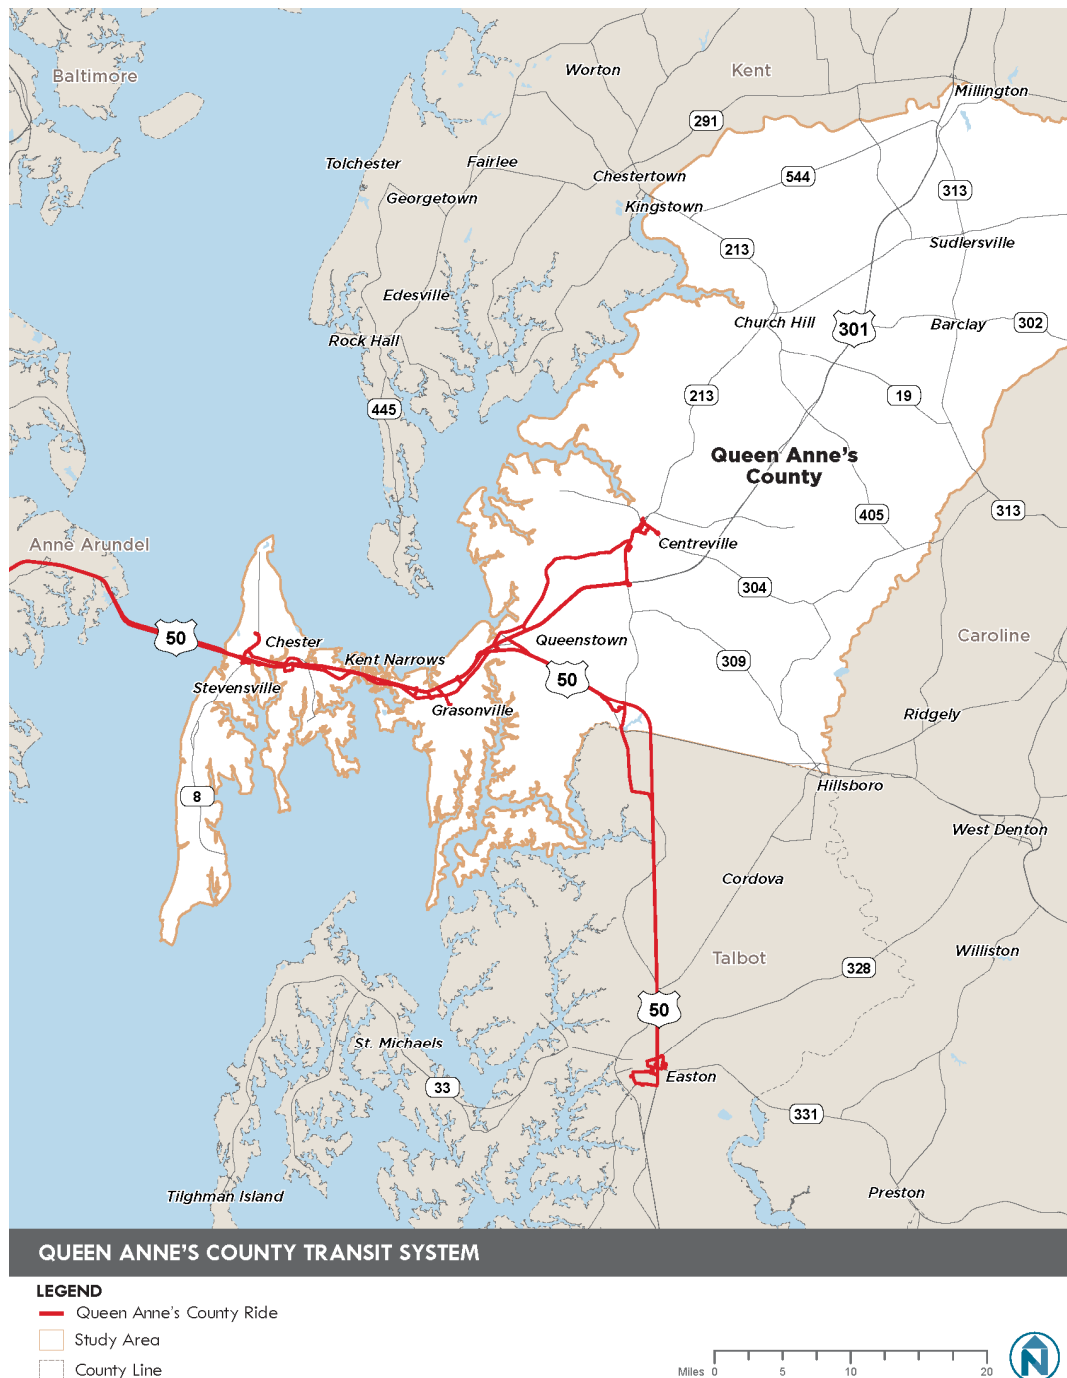 Baltimore
Worton
Kent
Millington
291
Tolchester
Fairlee
Chestertown
544
313
Georgetown
Kingstown
213
Sudlersville
Edesville
Church Hill
301
Barclay
302
Rock Hall
445
213
19
Queen Anne's
County
313
405
Anne Arundel
Centreville
304
50
Chester
Queenstown
Caroline
Kent Narrows
309
50
Stevensville
Grasonville
Ridgely
8
Hillsboro
West Denton
Cordova
Talbot
Williston
328
50
St. Michaels
Easton
33
331
Tilghman Island
Preston
QUEEN ANNE'S COUNTY TRANSIT SYSTEM
LEGEND
Queen Anne's County Ride
Study Area
County Line
Miles 0 5 10 20
N